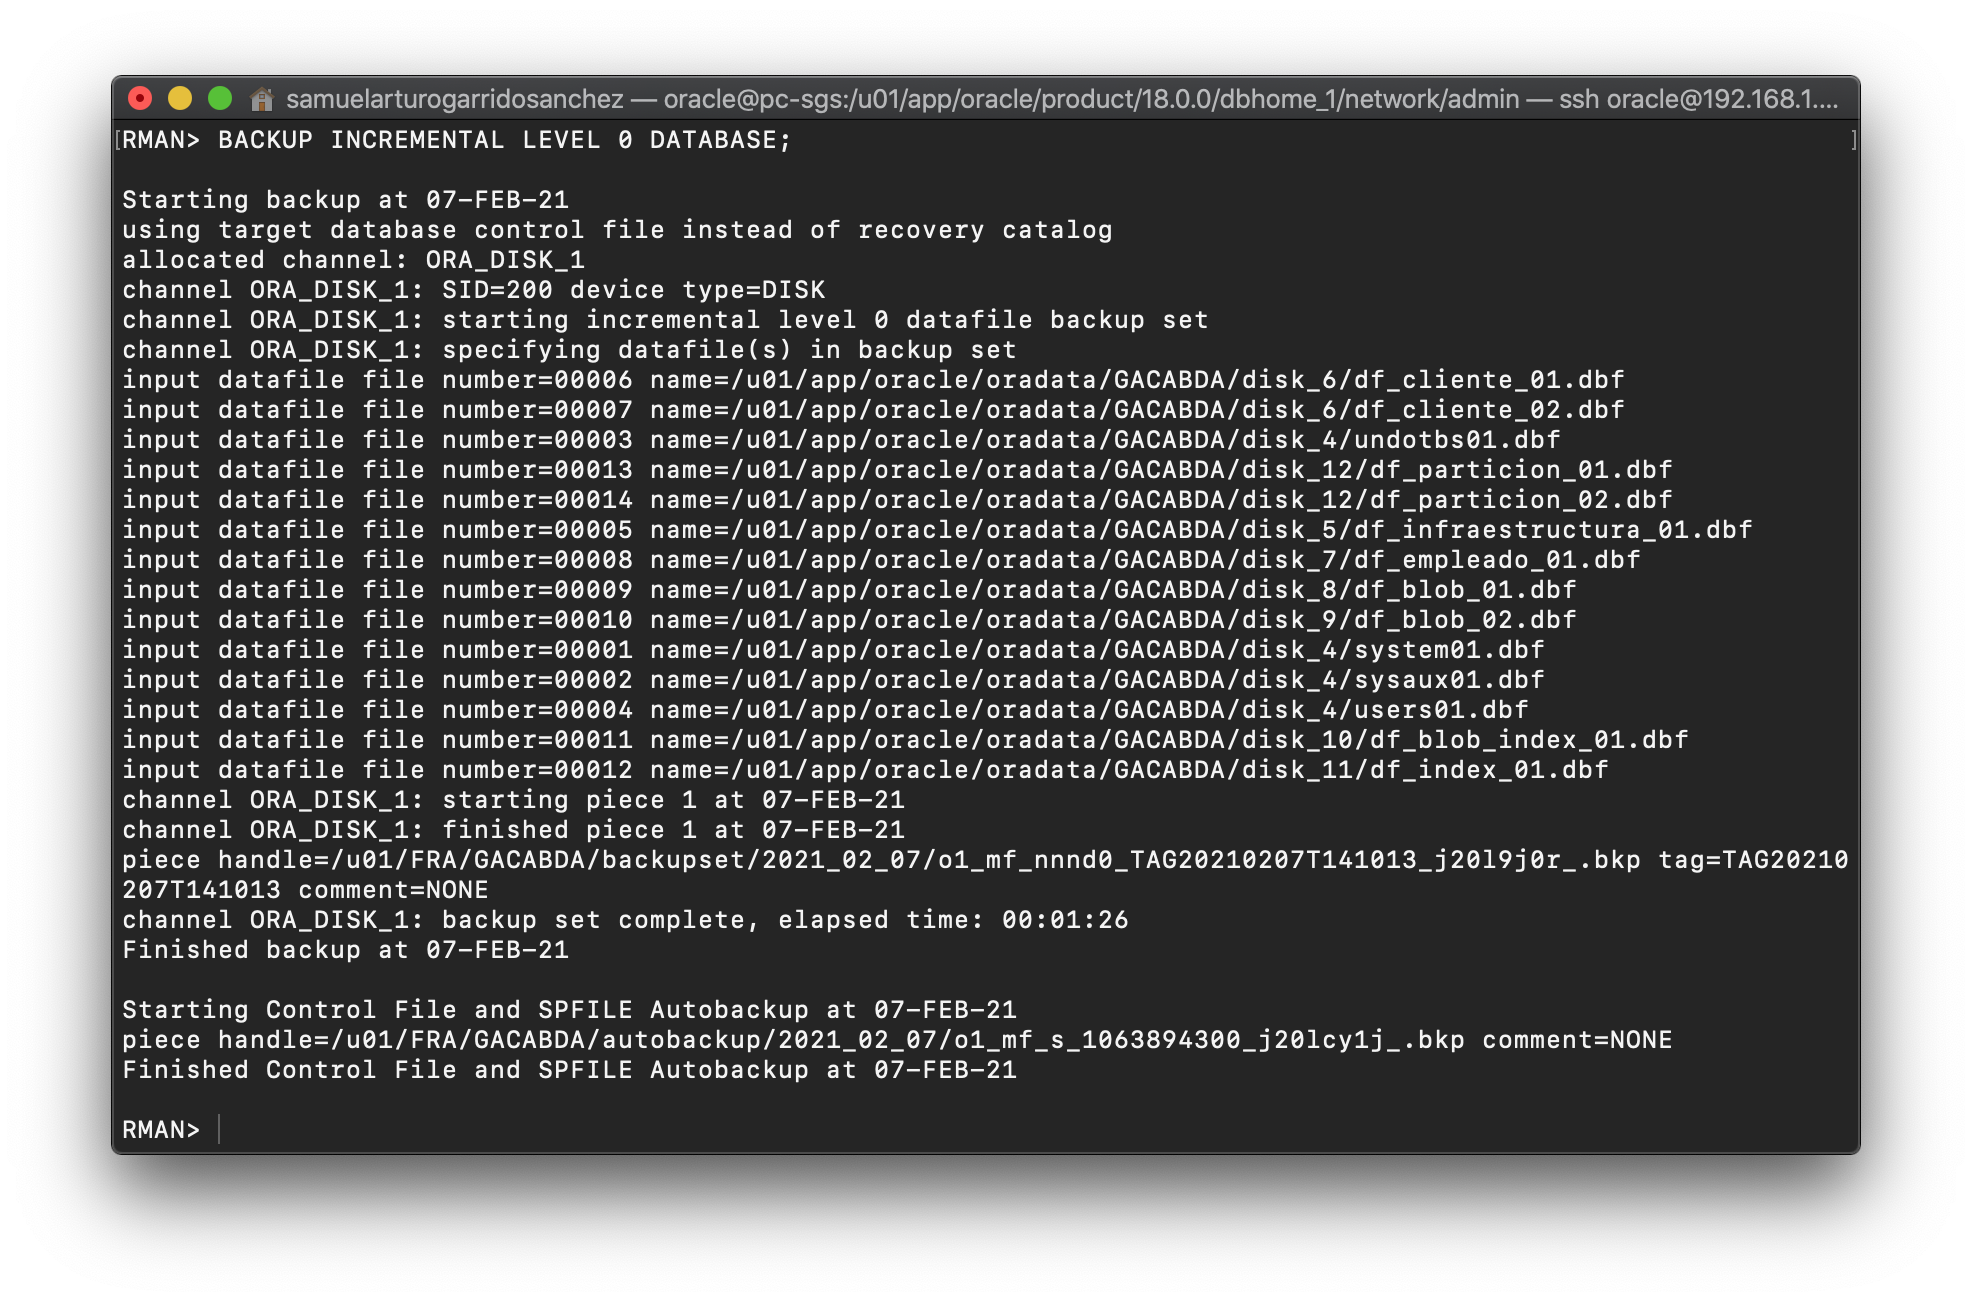 samuelarturogarridosanchez — oracle@pc-sgs:/u01/app/oracle/product/18.0.0/dbhome_1/network/admin — ssh oracle@192.168.1....
[RMAN> BACKUP INCREMENTAL LEVEL 0 DATABASE; ]
Starting backup at 07-FEB-21
using target database control file instead of recovery catalog
allocated channel: ORA_DISK_1
channel ORA_DISK_1: SID=200 device type=DISK
channel ORA_DISK_1: starting incremental level 0 datafile backup set
channel ORA_DISK_1: specifying datafile(s) in backup set
input datafile file number=00006 name=/u01/app/oracle/oradata/GACABDA/disk_6/df_cliente_01.dbf
input datafile file number=00007 name=/u01/app/oracle/oradata/GACABDA/disk_6/df_cliente_02.dbf
input datafile file number=00003 name=/u01/app/oracle/oradata/GACABDA/disk_4/undotbs01.dbf
input datafile file number=00013 name=/u01/app/oracle/oradata/GACABDA/disk_12/df_particion_01.dbf
input datafile file number=00014 name=/u01/app/oracle/oradata/GACABDA/disk_12/df_particion_02.dbf
input datafile file number=00005 name=/u01/app/oracle/oradata/GACABDA/disk_5/df_infraestructura_01.dbf
input datafile file number=00008 name=/u01/app/oracle/oradata/GACABDA/disk_7/df_empleado_01.dbf
input datafile file number=00009 name=/u01/app/oracle/oradata/GACABDA/disk_8/df_blob_01.dbf
input datafile file number=00010 name=/u01/app/oracle/oradata/GACABDA/disk_9/df_blob_02.dbf
input datafile file number=00001 name=/u01/app/oracle/oradata/GACABDA/disk_4/system01.dbf
input datafile file number=00002 name=/u01/app/oracle/oradata/GACABDA/disk_4/sysaux01.dbf
input datafile file number=00004 name=/u01/app/oracle/oradata/GACABDA/disk_4/users01.dbf
input datafile file number=00011 name=/u01/app/oracle/oradata/GACABDA/disk_10/df_blob_index_01.dbf
input datafile file number=00012 name=/u01/app/oracle/oradata/GACABDA/disk_11/df_index_01.dbf
channel ORA_DISK_1: starting piece 1 at 07-FEB-21
channel ORA_DISK_1: finished piece 1 at 07-FEB-21
piece handle=/u01/FRA/GACABDA/backupset/2021_02_07/o1_mf_nnnd0_TAG20210207T141013_j20l9j0r_.bkp tag=TAG20210
207T141013 comment=NONE
channel ORA_DISK_1: backup set complete, elapsed time: 00:01:26
Finished backup at 07-FEB-21
Starting Control File and SPFILE Autobackup at 07-FEB-21
piece handle=/u01/FRA/GACABDA/autobackup/2021_02_07/o1_mf_s_1063894300_j20lcy1j_.bkp comment=NONE
Finished Control File and SPFILE Autobackup at 07-FEB-21
RMAN>